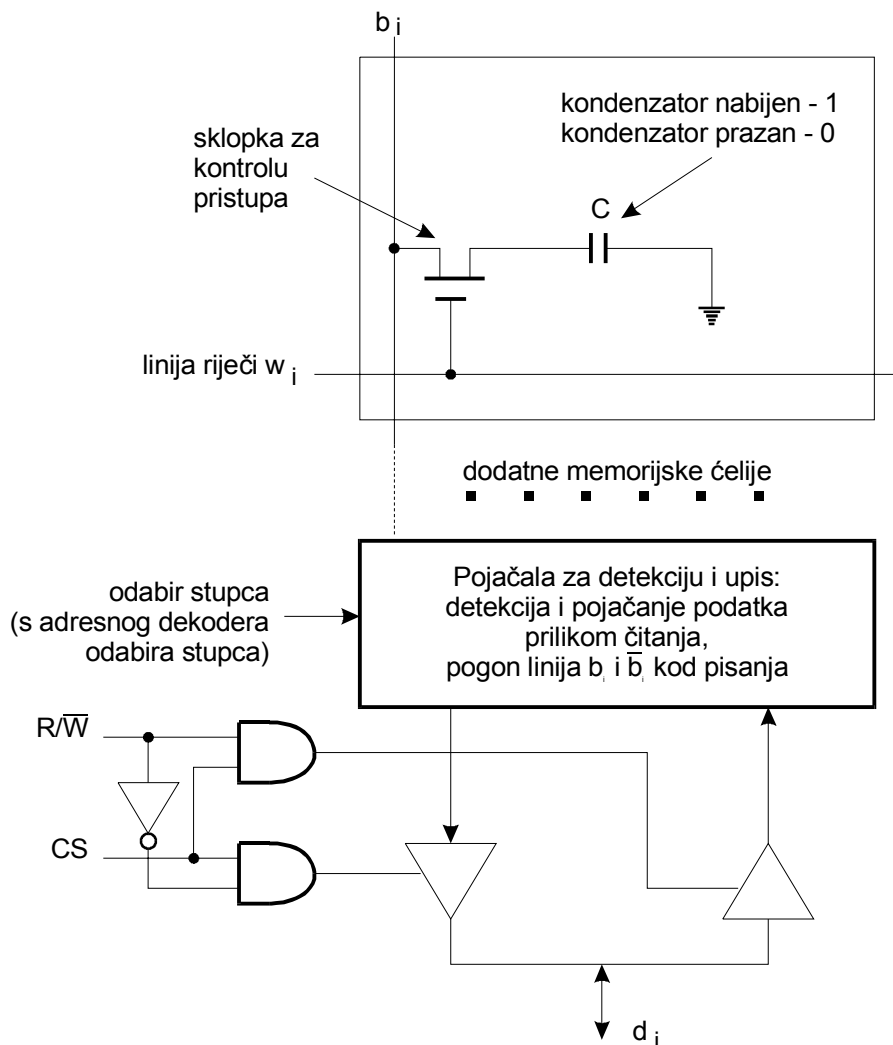 b i
kondenzator nabijen - 1
kondenzator prazan - 0
sklopka za
kontrolu
pristupa
C
linija riječi w i
dodatne memorijske ćelije
odabir stupca
(s adresnog dekodera
odabira stupca)
Pojačala za detekciju i upis:
detekcija i pojačanje podatka
prilikom čitanja,
pogon linija b i i b̅ i kod pisanja
R/W̅
CS
d i